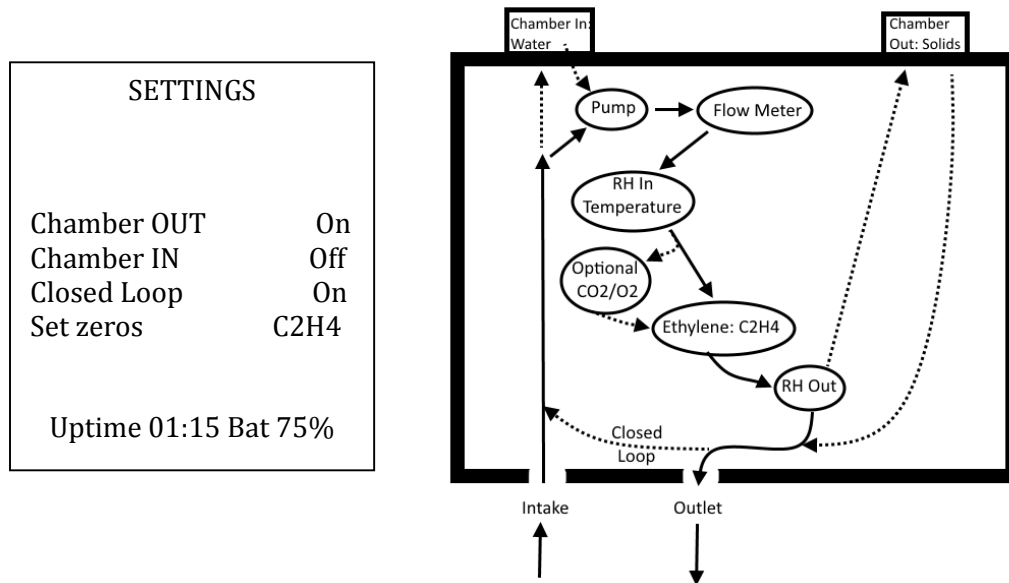 SETTINGS
Chamber OUT On
Chamber IN Off
Closed Loop On
Set zeros C2H4
Uptime 01:15 Bat 75%
Chamber In:
Water
Chamber
Out: Solids
Pump
Flow Meter
RH In
Temperature
Optional
CO2/O2
Ethylene: C2H4
RH Out
Closed
Loop
Intake
Outlet